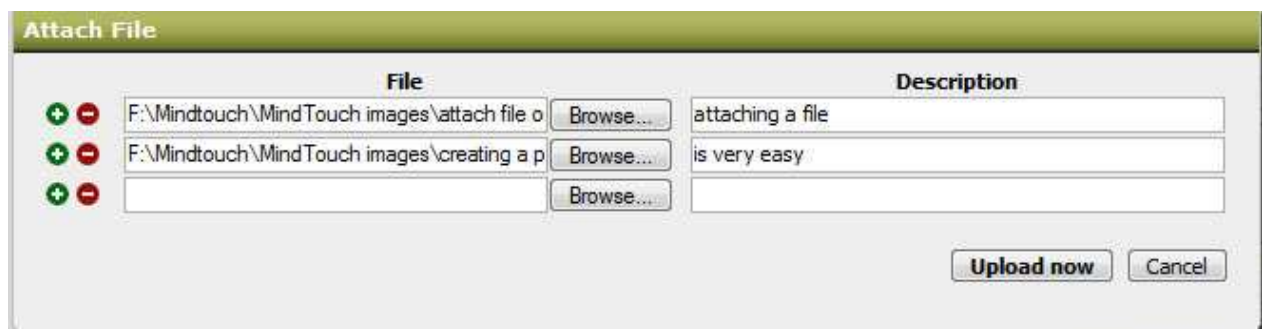 Attach File
File Description
F:\Mindtouch\MindTouch images\attach file o Browse... attaching a file
F:\Mindtouch\MindTouch images\creating a p Browse... is very easy
Browse...
Upload now Cancel